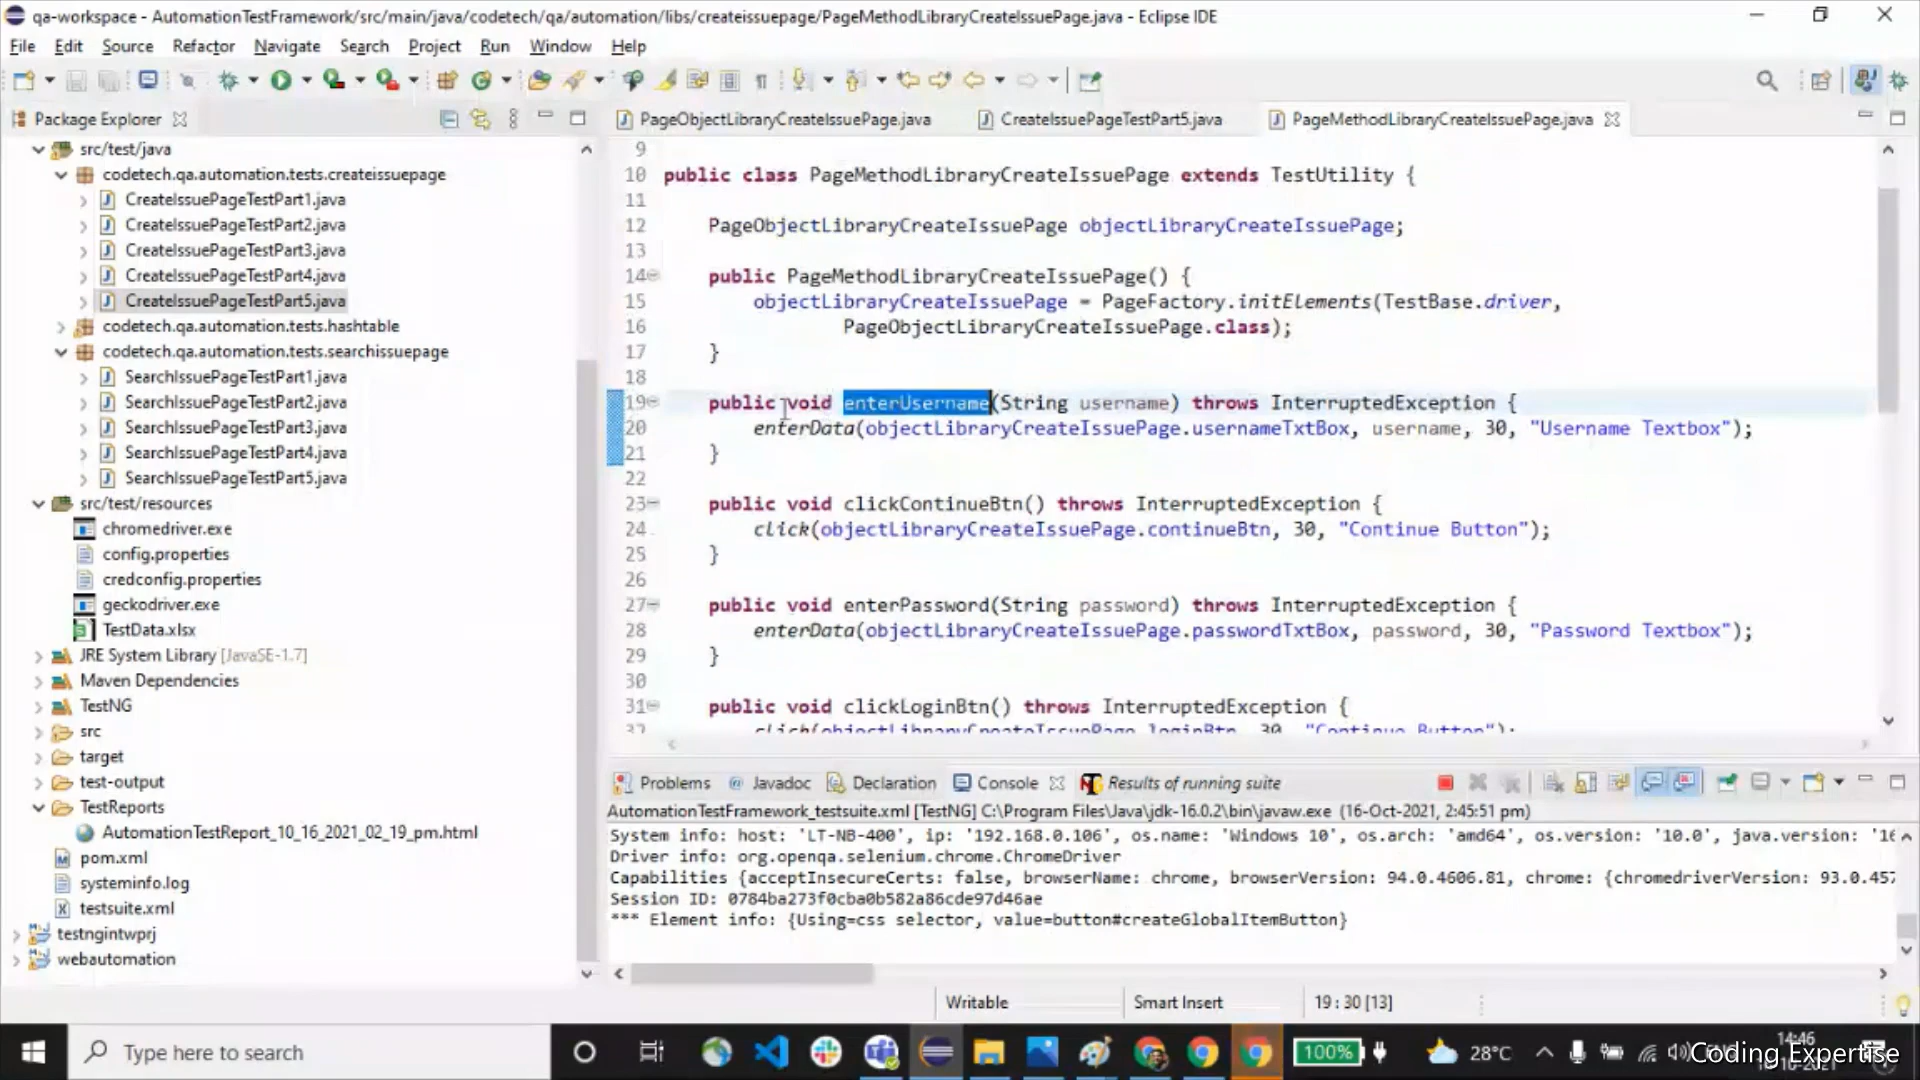 qa-workspace - AutomationTestFramework/src/main/java/codetech/qa/automation/libs/createissuepage/PageMethodLibraryCreateIssuePage.java - Eclipse IDE
File Edit Source Refactor Navigate Search Project Run Window Help
Package Explorer
src/test/java
codetech.qa.automation.tests.createissuepage
CreateIssuePageTestPart1.java
CreateIssuePageTestPart2.java
CreateIssuePageTestPart3.java
CreateIssuePageTestPart4.java
CreateIssuePageTestPart5.java
codetech.qa.automation.tests.hashtable
codetech.qa.automation.tests.searchissuepage
SearchIssuePageTestPart1.java
SearchIssuePageTestPart2.java
SearchIssuePageTestPart3.java
SearchIssuePageTestPart4.java
SearchIssuePageTestPart5.java
src/test/resources
chromedriver.exe
config.properties
credconfig.properties
geckodriver.exe
TestData.xlsx
JRE System Library [JavaSE-1.7]
Maven Dependencies
TestNG
src
target
test-output
TestReports
AutomationTestReport_10_16_2021_02_19_pm.html
pom.xml
systeminfo.log
testsuite.xml
testngintwprj
webautomation
PageObjectLibraryCreateIssuePage.java CreateIssuePageTestPart5.java PageMethodLibraryCreateIssuePage.java
9
10 public class PageMethodLibraryCreateIssuePage extends TestUtility {
11
12 PageObjectLibraryCreateIssuePage objectLibraryCreateIssuePage;
13
14 public PageMethodLibraryCreateIssuePage() {
15 objectLibraryCreateIssuePage = PageFactory.initElements(TestBase.driver,
16 PageObjectLibraryCreateIssuePage.class);
17 }
18
19 public void enterUsername(String username) throws InterruptedException {
20 enterData(objectLibraryCreateIssuePage.usernameTxtBox, username, 30, "Username Textbox");
21 }
22
23 public void clickContinueBtn() throws InterruptedException {
24 click(objectLibraryCreateIssuePage.continueBtn, 30, "Continue Button");
25 }
26
27 public void enterPassword(String password) throws InterruptedException {
28 enterData(objectLibraryCreateIssuePage.passwordTxtBox, password, 30, "Password Textbox");
29 }
30
31 public void clickLoginBtn() throws InterruptedException {
32 click(objectLibraryCreateIssuePage.loginBtn, 30, "Continue Button");
Problems Javadoc Declaration Console Results of running suite
AutomationTestFramework_testsuite.xml [TestNG] C:\Program Files\Java\jdk-16.0.2\bin\javaw.exe (16-Oct-2021, 2:45:51 pm)
System info: host: 'LT-NB-400', ip: '192.168.0.106', os.name: 'Windows 10', os.arch: 'amd64', os.version: '10.0', java.version: '16
Driver info: org.openqa.selenium.chrome.ChromeDriver
Capabilities {acceptInsecureCerts: false, browserName: chrome, browserVersion: 94.0.4606.81, chrome: {chromedriverVersion: 93.0.457
Session ID: 0784ba273f0cba0b582a86cde97d46ae
*** Element info: {Using=css selector, value=button#createGlobalItemButton}
Writable Smart Insert 19 : 30 [13]
Type here to search
100% 28°C
14:46
Coding Expertise